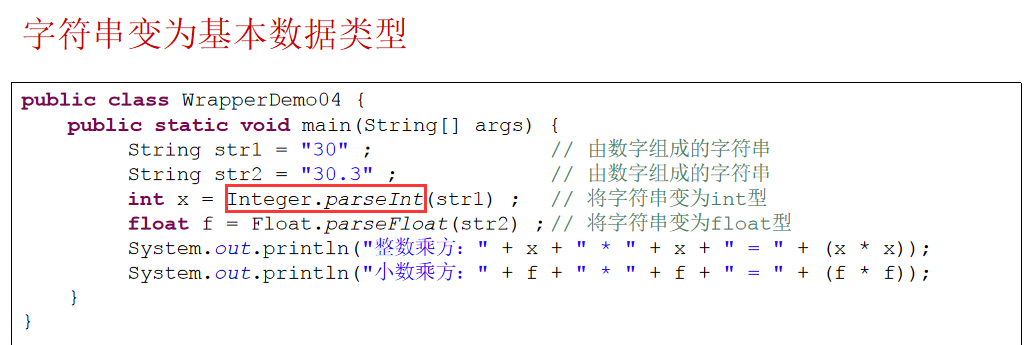 字符串变为基本数据类型
public class WrapperDemo04 {
    public static void main(String[] args) {
        String str1 = "30" ;                // 由数字组成的字符串
        String str2 = "30.3" ;              // 由数字组成的字符串
        int x = Integer.parseInt(str1) ;   // 将字符串变为int型
        float f = Float.parseFloat(str2) ; // 将字符串变为float型
        System.out.println("整数乘方：" + x + " * " + x + " = " + (x * x));
        System.out.println("小数乘方：" + f + " * " + f + " = " + (f * f));
    }
}